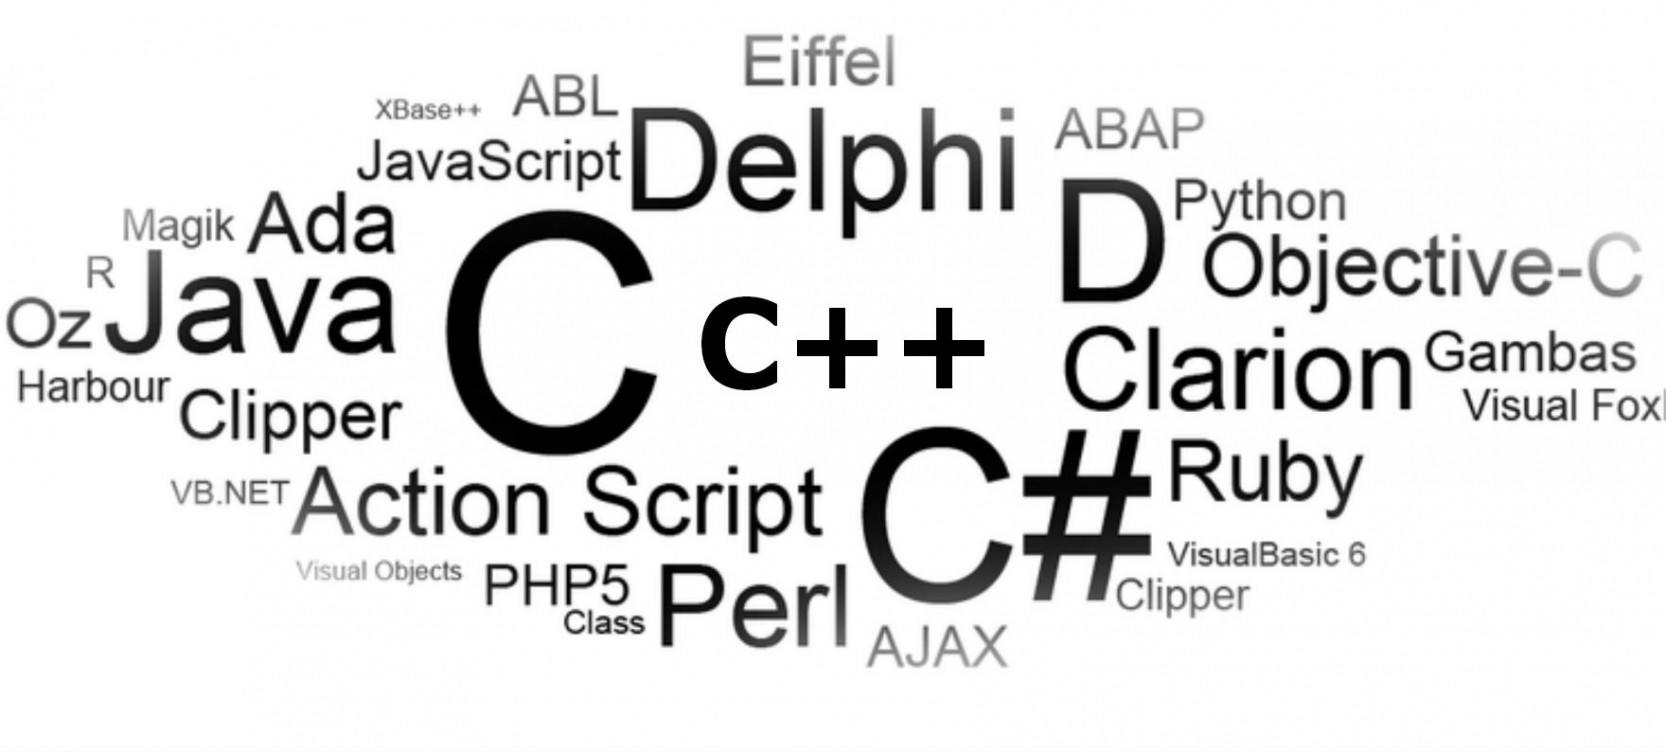 Eiffel
XBase++ ABL
Delphi
ABAP
JavaScript
Python
Magik Ada
Objective-C
R
Java
C
C++
D
Oz
Clarion
Gambas
Harbour
Visual Fox
Clipper
C#
Ruby
VB.NET
Action Script
VisualBasic 6
Visual Objects
PHP5
Perl
Clipper
Class
AJAX